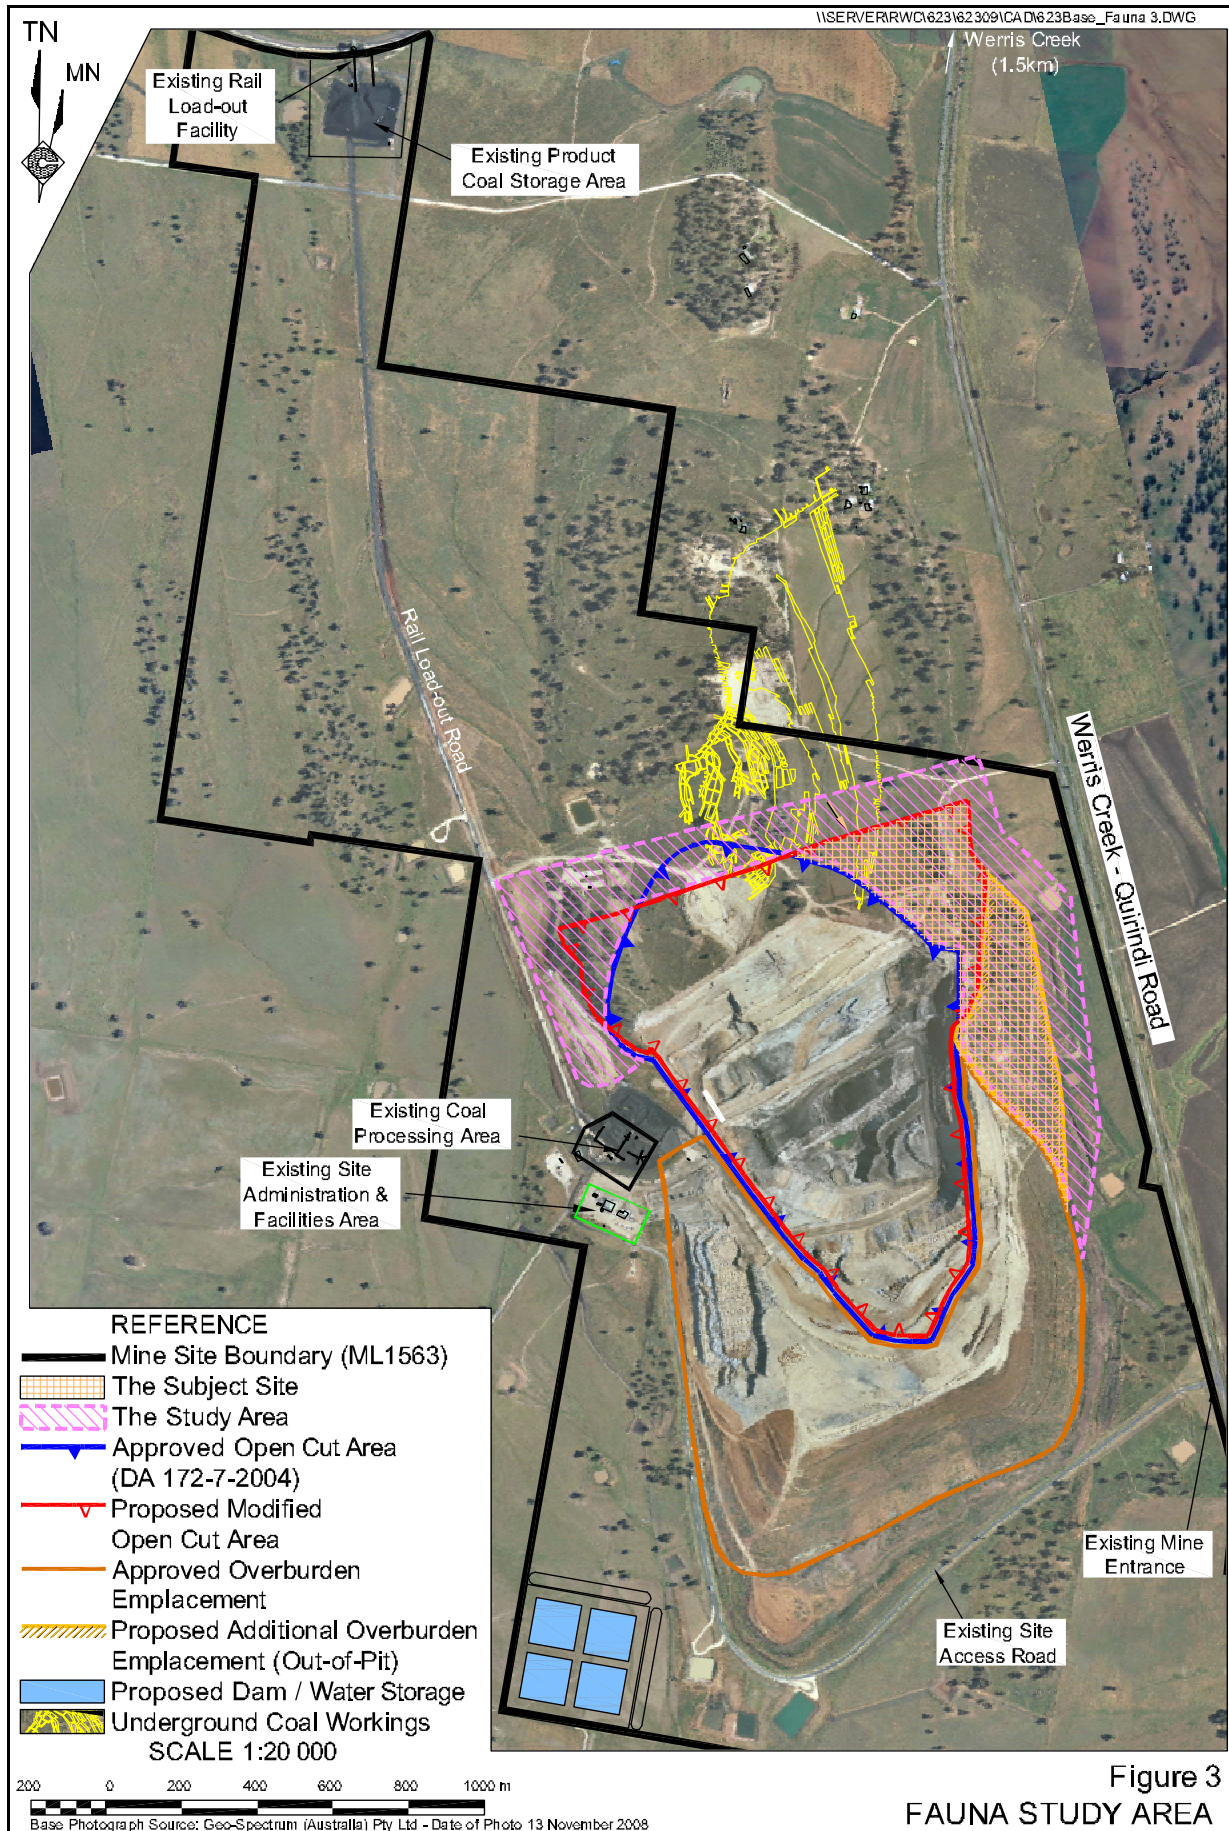 \\SERVER\RWC\623\62309\CAD\623Base_Fauna 3.DWG
TN
MN
Werris Creek
(1.5km)
Existing Rail
Load-out
Facility
Existing Product
Coal Storage Area
Rail Load-out Road
Werris Creek - Quirindi Road
Existing Coal
Processing Area
Existing Site
Administration &
Facilities Area
Existing Mine
Entrance
Existing Site
Access Road
REFERENCE
Mine Site Boundary (ML1563)
The Subject Site
The Study Area
Approved Open Cut Area
(DA 172-7-2004)
Proposed Modified
Open Cut Area
Approved Overburden
Emplacement
Proposed Additional Overburden
Emplacement (Out-of-Pit)
Proposed Dam / Water Storage
Underground Coal Workings
SCALE 1:20 000
200 0 200 400 600 800 1000 m
Base Photograph Source: Geo-Spectrum (Australia) Pty Ltd - Date of Photo 13 November 2008
Figure 3
FAUNA STUDY AREA